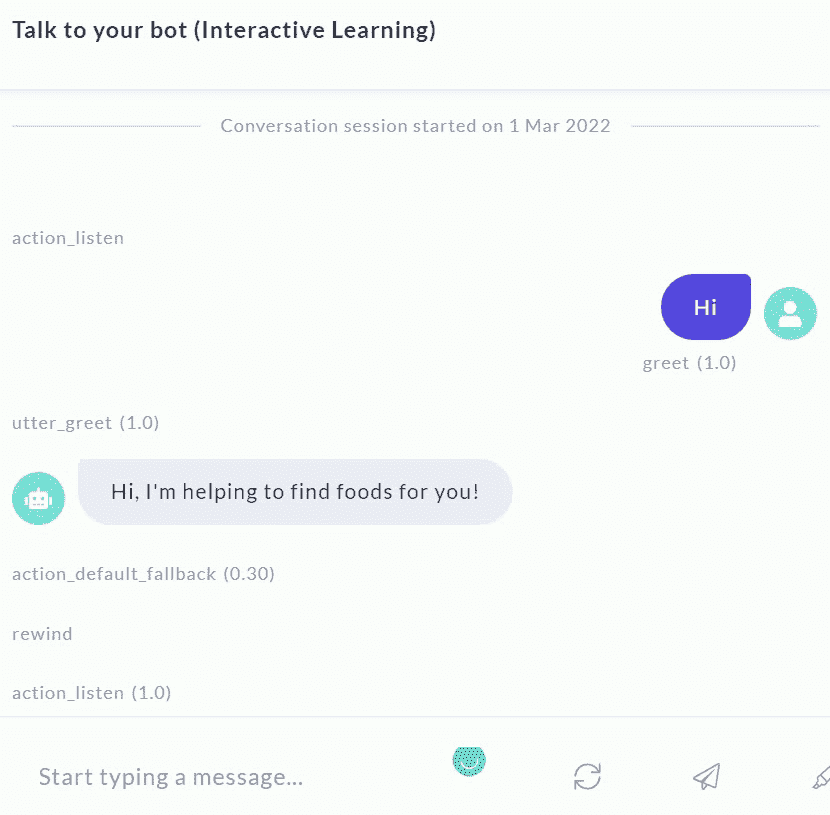 Talk to your bot (Interactive Learning)
Conversation session started on 1 Mar 2022
action_listen
Hi
greet (1.0)
utter_greet (1.0)
Hi, I'm helping to find foods for you!
action_default_fallback (0.30)
rewind
action_listen (1.0)
Start typing a message...